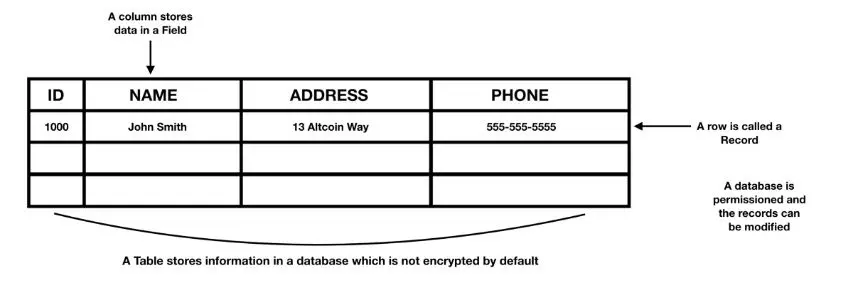 A column stores
data in a Field
ID NAME ADDRESS PHONE
1000 John Smith 13 Altcoin Way 555-555-5555
A row is called a
Record
A database is
permissioned and
the records can
be modified
A Table stores information in a database which is not encrypted by default